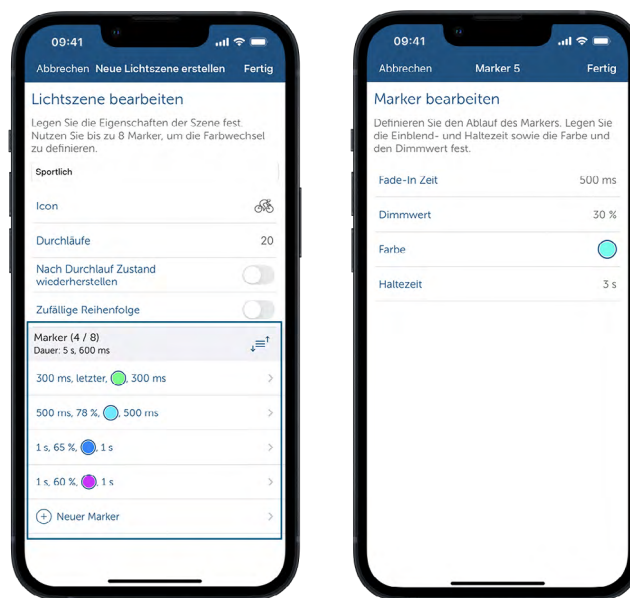 09:41
Abbrechen Neue Lichtszene erstellen Fertig
Lichtszene bearbeiten
Legen Sie die Eigenschaften der Szene fest.
Nutzen Sie bis zu 8 Marker, um die Farbwechsel
zu definieren.
Sportlich
Icon
Durchläufe 20
Nach Durchlauf Zustand
wiederherstellen
Zufällige Reihenfolge
Marker (4 / 8)
Dauer: 5 s, 600 ms
300 ms, letzter, , 300 ms
500 ms, 78 %, , 500 ms
1 s, 65 %, , 1 s
1 s, 60 %, , 1 s
Neuer Marker
09:41
Abbrechen Marker 5 Fertig
Marker bearbeiten
Definieren Sie den Ablauf des Markers. Legen Sie
die Einblend- und Haltezeit sowie die Farbe und
den Dimmwert fest.
Fade-In Zeit 500 ms
Dimmwert 30 %
Farbe
Haltezeit 3 s